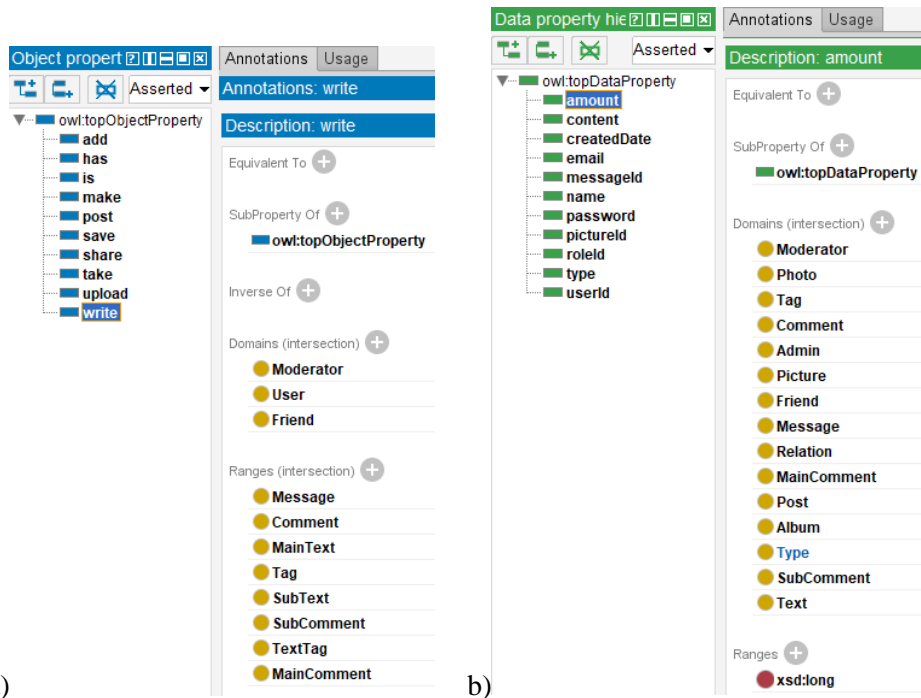 Object propert
Asserted
owl:topObjectProperty
add
has
is
make
post
save
share
take
upload
write
Annotations Usage
Annotations: write
Description: write
Equivalent To
SubProperty Of
owl:topObjectProperty
Inverse Of
Domains (intersection)
Moderator
User
Friend
Ranges (intersection)
Message
Comment
MainText
Tag
SubText
SubComment
TextTag
MainComment
)
b)
Data property hie
Asserted
owl:topDataProperty
amount
content
createdDate
email
messageId
name
password
pictureId
roleId
type
userId
Annotations Usage
Description: amount
Equivalent To
SubProperty Of
owl:topDataProperty
Domains (intersection)
Moderator
Photo
Tag
Comment
Admin
Picture
Friend
Message
Relation
MainComment
Post
Album
Type
SubComment
Text
Ranges
xsd:long